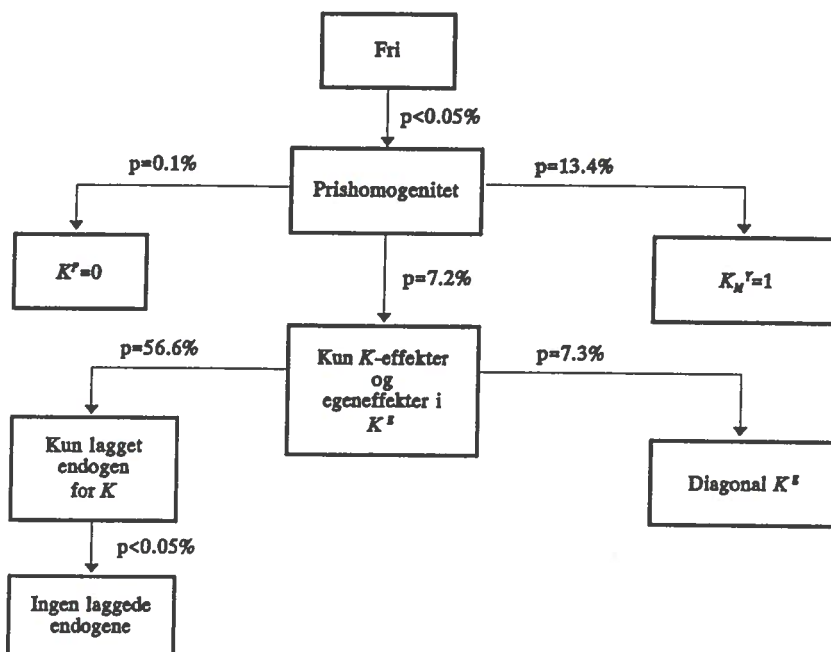 Fri
p<0.05%
p=0.1%
Prishomogenitet
p=13.4%
K^P=0
p=7.2%
K_M^Y=1
p=56.6%
Kun K-effekter
og
egeneffekter i
K^E
p=7.3%
Kun lagget
endogen
for K
Diagonal K^E
p<0.05%
Ingen laggede
endogene